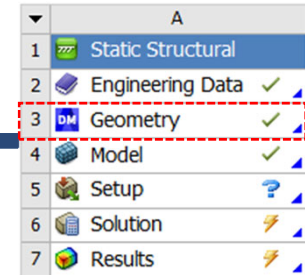 A
1 Static Structural
2 Engineering Data
3 DM Geometry
4 Model
5 Setup ?
6 Solution
7 Results